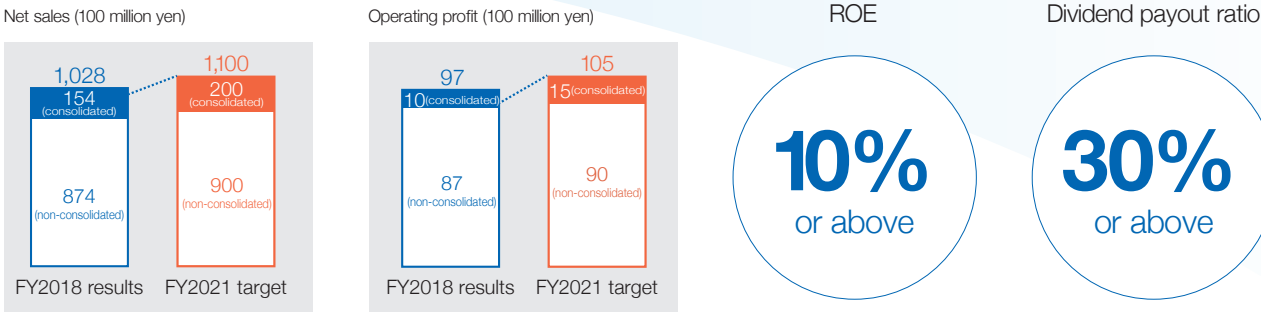 Net sales (100 million yen)
1,028
154
(consolidated)
874
(non-consolidated)
FY2018 results
1,100
200
(consolidated)
900
(non-consolidated)
FY2021 target
Operating profit (100 million yen)
97
10(consolidated)
87
(non-consolidated)
FY2018 results
105
15(consolidated)
90
(non-consolidated)
FY2021 target
ROE
10%
or above
Dividend payout ratio
30%
or above